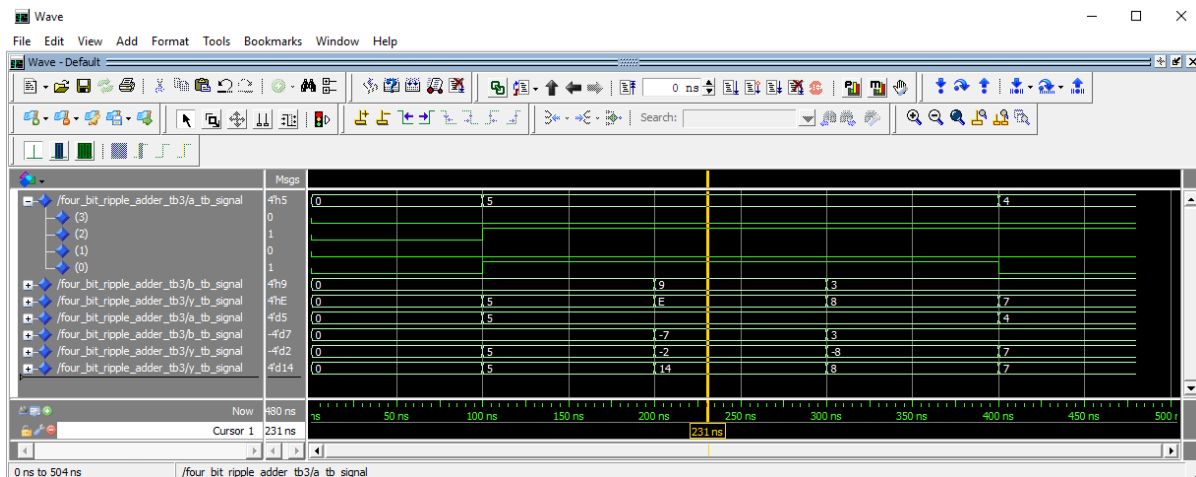 Wave
File Edit View Add Format Tools Bookmarks Window Help
Wave - Default
0 ns
Search:
Msgs
/four_bit_ripple_adder_tb3/a_tb_signal 4'h5 0 5 4
(3) 0
(2) 1
(1) 0
(0) 1
/four_bit_ripple_adder_tb3/b_tb_signal 4'h9 0 9 3
/four_bit_ripple_adder_tb3/y_tb_signal 4'hE 0 5 E 8 7
/four_bit_ripple_adder_tb3/a_tb_signal 4'd5 0 5 4
/four_bit_ripple_adder_tb3/b_tb_signal -4'd7 0 -7 3
/four_bit_ripple_adder_tb3/y_tb_signal -4'd2 0 5 -2 -8 7
/four_bit_ripple_adder_tb3/y_tb_signal 4'd14 0 5 14 8 7
Now 480 ns ns 50 ns 100 ns 150 ns 200 ns 250 ns 300 ns 350 ns 400 ns 450 ns 500 r
Cursor 1 231 ns 231 ns
0 ns to 504 ns /four_bit_ripple_adder_tb3/a_tb_signal